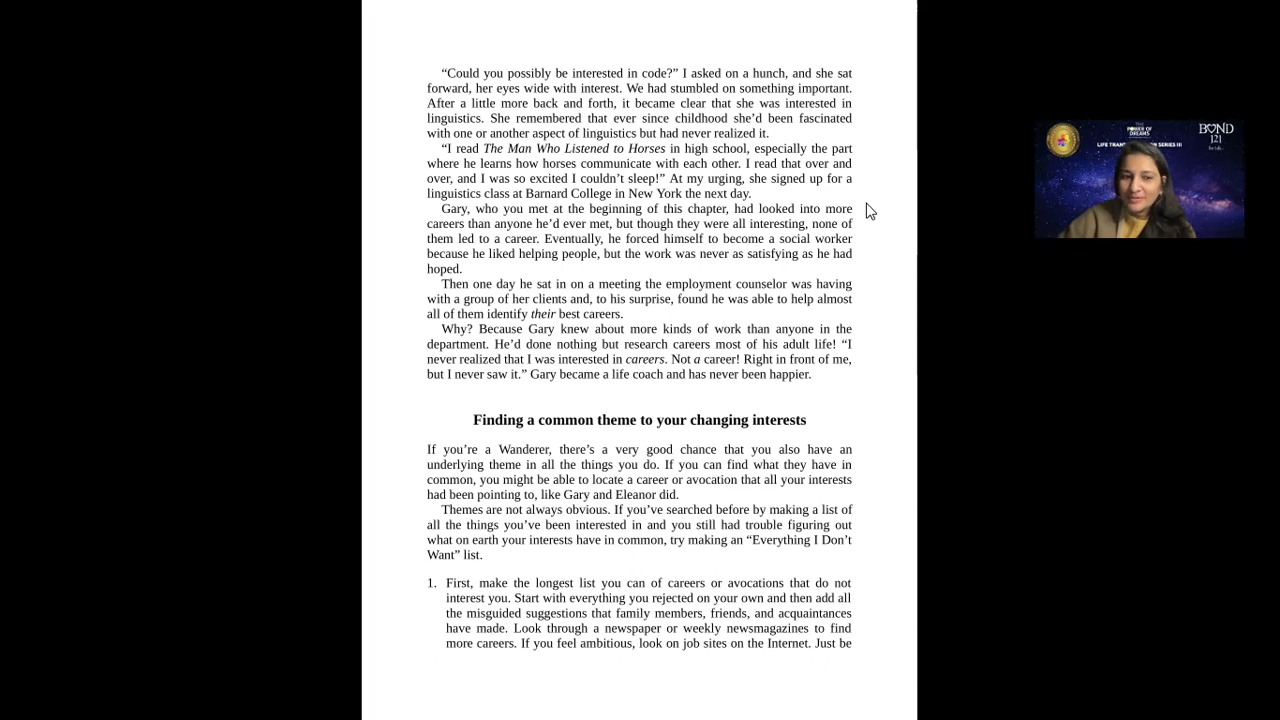 “Could you possibly be interested in code?” I asked on a hunch, and she sat
forward, her eyes wide with interest. We had stumbled on something important.
After a little more back and forth, it became clear that she was interested in
linguistics. She remembered that ever since childhood she’d been fascinated
with one or another aspect of linguistics but had never realized it.
“I read The Man Who Listened to Horses in high school, especially the part
where he learns how horses communicate with each other. I read that over and
over, and I was so excited I couldn’t sleep!” At my urging, she signed up for a
linguistics class at Barnard College in New York the next day.
Gary, who you met at the beginning of this chapter, had looked into more
careers than anyone he’d ever met, but though they were all interesting, none of
them led to a career. Eventually, he forced himself to become a social worker
because he liked helping people, but the work was never as satisfying as he had
hoped.
Then one day he sat in on a meeting the employment counselor was having
with a group of her clients and, to his surprise, found he was able to help almost
all of them identify their best careers.
Why? Because Gary knew about more kinds of work than anyone in the
department. He’d done nothing but research careers most of his adult life! “I
never realized that I was interested in careers. Not a career! Right in front of me,
but I never saw it.” Gary became a life coach and has never been happier.
Finding a common theme to your changing interests
If you’re a Wanderer, there’s a very good chance that you also have an
underlying theme in all the things you do. If you can find what they have in
common, you might be able to locate a career or avocation that all your interests
had been pointing to, like Gary and Eleanor did.
Themes are not always obvious. If you’ve searched before by making a list of
all the things you’ve been interested in and you still had trouble figuring out
what on earth your interests have in common, try making an “Everything I Don’t
Want” list.
1. First, make the longest list you can of careers or avocations that do not
interest you. Start with everything you rejected on your own and then add all
the misguided suggestions that family members, friends, and acquaintances
have made. Look through a newspaper or weekly newsmagazines to find
more careers. If you feel ambitious, look on job sites on the Internet. Just be
THE
POWER OF
DREAMS
LIFE TRAN
SERIES III
BOND
121